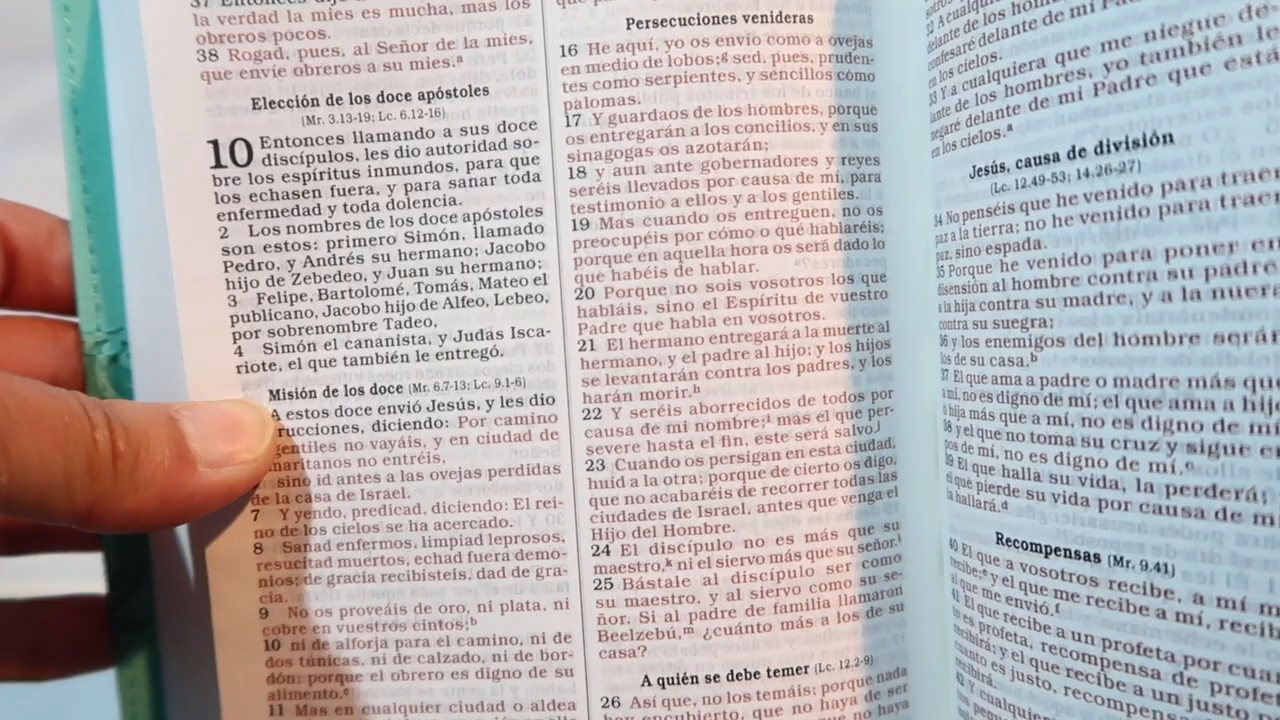 la verdad la mies es mucha, mas los
obreros pocos.
38 Rogad, pues, al Señor de la mies,
que envíe obreros a su mies.a
Elección de los doce apóstoles
(Mr. 3.13-19; Lc. 6.12-16)
10 Entonces llamando a sus doce
discípulos, les dio autoridad so-
bre los espíritus inmundos, para que
los echasen fuera, y para sanar toda
enfermedad y toda dolencia.
2 Los nombres de los doce apóstoles
son estos: primero Simón, llamado
Pedro, y Andrés su hermano; Jacobo
hijo de Zebedeo, y Juan su hermano;
3 Felipe, Bartolomé, Tomás, Mateo el
publicano, Jacobo hijo de Alfeo, Lebeo,
por sobrenombre Tadeo,
4 Simón el cananista, y Judas Isca-
riote, el que también le entregó.
Misión de los doce (Mr. 6.7-13; Lc. 9.1-6)
A estos doce envió Jesús, y les dio
rucciones, diciendo: Por camino
gentiles no vayáis, y en ciudad de
maritanos no entréis,
sino id antes a las ovejas perdidas
de la casa de Israel.
7 Y yendo, predicad, diciendo: El rei-
no de los cielos se ha acercado.
8 Sanad enfermos, limpiad leprosos,
resucitad muertos, echad fuera demo-
nios; de gracia recibisteis, dad de gra-
cia.
9 No os proveáis de oro, ni plata, ni
cobre en vuestros cintos;b
10 ni de alforja para el camino, ni de
dos túnicas, ni de calzado, ni de bor-
dón; porque el obrero es digno de su
alimento.c
11 Mas en cualquier ciudad o aldea
Persecuciones venideras
16 He aquí, yo os envío como a ovejas
en medio de lobos;g sed, pues, pruden-
tes como serpientes, y sencillos como
palomas.
17 Y guardaos de los hombres, porque
os entregarán a los concilios, y en sus
sinagogas os azotarán;
18 y aun ante gobernadores y reyes
seréis llevados por causa de mí, para
testimonio a ellos y a los gentiles.
19 Mas cuando os entreguen, no os
preocupéis por cómo o qué hablaréis;
porque en aquella hora os será dado lo
que habéis de hablar.
20 Porque no sois vosotros los que
habláis, sino el Espíritu de vuestro
Padre que habla en vosotros.
21 El hermano entregará a la muerte al
hermano, y el padre al hijo; y los hijos
se levantarán contra los padres, y los
harán morir.h
22 Y seréis aborrecidos de todos por
causa de mi nombre;i mas el que per-
severe hasta el fin, este será salvo.j
23 Cuando os persigan en esta ciudad,
huid a la otra; porque de cierto os digo,
que no acabaréis de recorrer todas las
ciudades de Israel, antes que venga el
Hijo del Hombre.
24 El discípulo no es más que su
maestro,k ni el siervo más que su señor.l
25 Bástale al discípulo ser como
su maestro, y al siervo como su se-
ñor. Si al padre de familia llamaron
Beelzebú,m ¿cuánto más a los de su
casa?
A quién se debe temer (Lc. 12.2-9)
26 Así que, no los temáis; porque nada
hay encubierto, que no haya de ser
A cualqu
delante de los hom
confesaré delante de mi Pa
en los cielos.
33 Y a cualquiera que me niegue de-
lante de los hombres, yo también le
negaré delante de mi Padre que está
en los cielos.a
Jesús, causa de división
(Lc. 12.49-53; 14.26-27)
34 No penséis que he venido para traer
paz a la tierra; no he venido para traer
paz, sino espada.
35 Porque he venido para poner en
disensión al hombre contra su padre
a la hija contra su madre, y a la nuera
contra su suegra;
36 y los enemigos del hombre serán
los de su casa.b
37 El que ama a padre o madre más que
a mí, no es digno de mí; el que ama a hijo
o hija más que a mí, no es digno de mí
38 y el que no toma su cruz y sigue e
pos de mí, no es digno de mí.c
39 El que halla su vida, la perderá;
el que pierde su vida por causa de m
la hallará.d
Recompensas (Mr. 9.41)
40 El que a vosotros recibe, a mí m
recibe;e y el que me recibe a mí, recib
al que me envió.f
41 El que recibe a un profeta por cuan
to es profeta, recompensa de profe
recibirá; y el que recibe a un justo p
cuanto es justo, recompens
recibirá.
42 Y cualqui